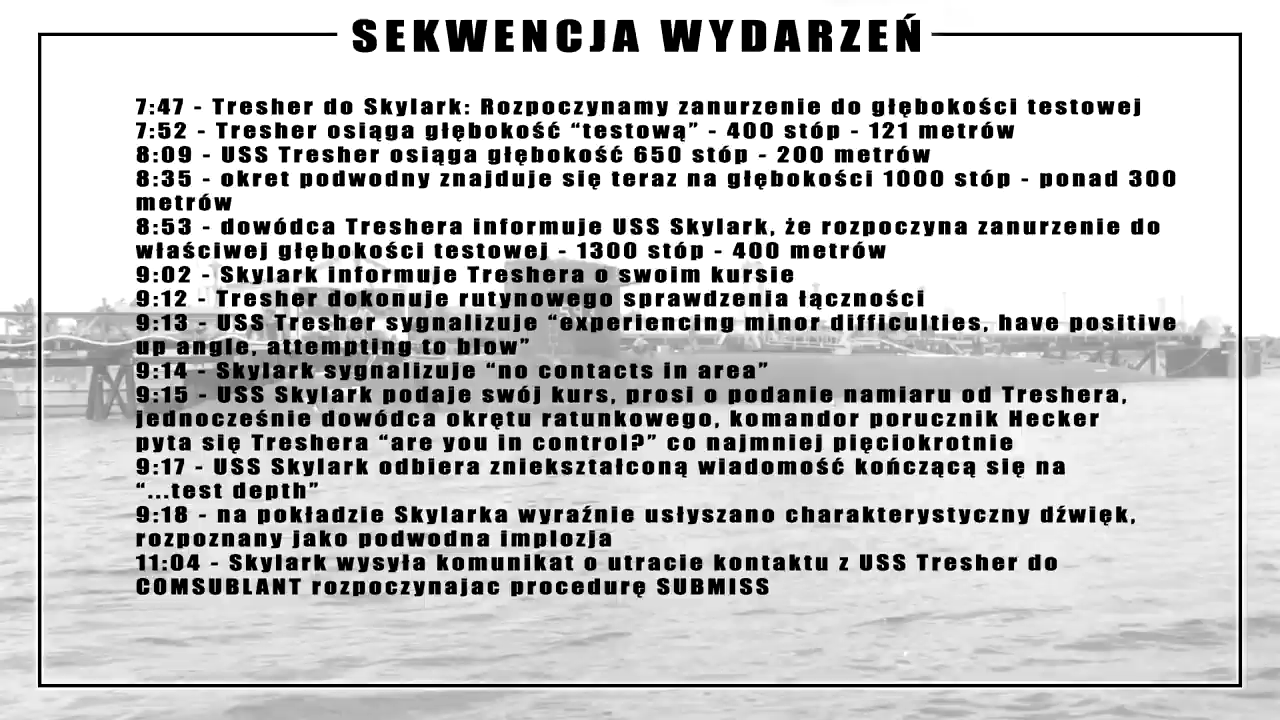 SEKWENCJA WYDARZEŃ
7:47 - Tresher do Skylark: Rozpoczynamy zanurzenie do głębokości testowej
7:52 - Tresher osiąga głębokość “testową” - 400 stóp - 121 metrów
8:09 - USS Tresher osiąga głębokość 650 stóp - 200 metrów
8:35 - okret podwodny znajduje się teraz na głębokości 1000 stóp - ponad 300
metrów
8:53 - dowódca Treshera informuje USS Skylark, że rozpoczyna zanurzenie do
właściwej głębokości testowej - 1300 stóp - 400 metrów
9:02 - Skylark informuje Treshera o swoim kursie
9:12 - Tresher dokonuje rutynowego sprawdzenia łączności
9:13 - USS Tresher sygnalizuje “experiencing minor difficulties, have positive
up angle, attempting to blow”
9:14 - Skylark sygnalizuje “no contacts in area”
9:15 - USS Skylark podaje swój kurs, prosi o podanie namiaru od Treshera,
jednocześnie dowódca okrętu ratunkowego, komandor porucznik Hecker
pyta się Treshera “are you in control?” co najmniej pięciokrotnie
9:17 - USS Skylark odbiera zniekształconą wiadomość kończącą się na
“...test depth”
9:18 - na pokładzie Skylarka wyraźnie usłyszano charakterystyczny dźwięk,
rozpoznany jako podwodna implozja
11:04 - Skylark wysyła komunikat o utracie kontaktu z USS Tresher do
COMSUBLANT rozpoczynajac procedurę SUBMISS